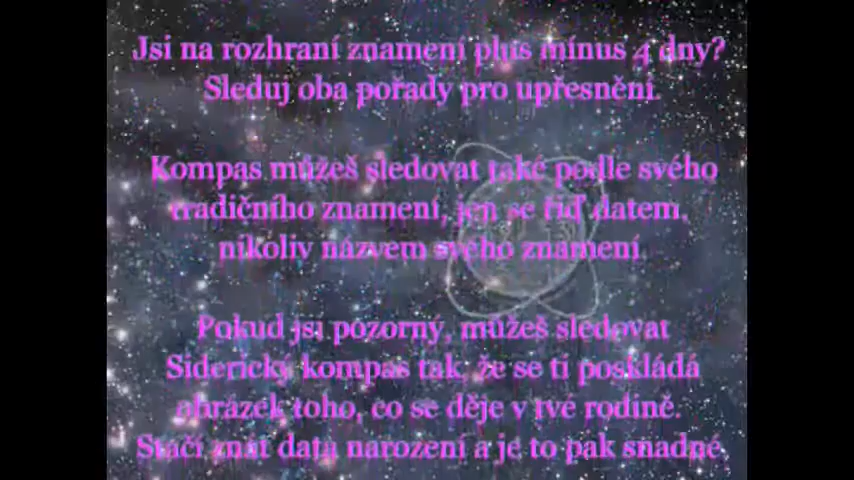 Jsi na rozhraní znamení plus mínus 4 dny?
Sleduj oba pořady pro upřesnění.
Kompas můžeš sledovat také podle svého
tradičního znamení, jen se řiď datem,
nikoliv názvem svého znamení.
Pokud jsi pozorný, můžeš sledovat
Siderický kompas tak, že se ti poskládá
obrázek toho, co se děje v tvé rodině.
Stačí znát data narození a je to pak snadné.